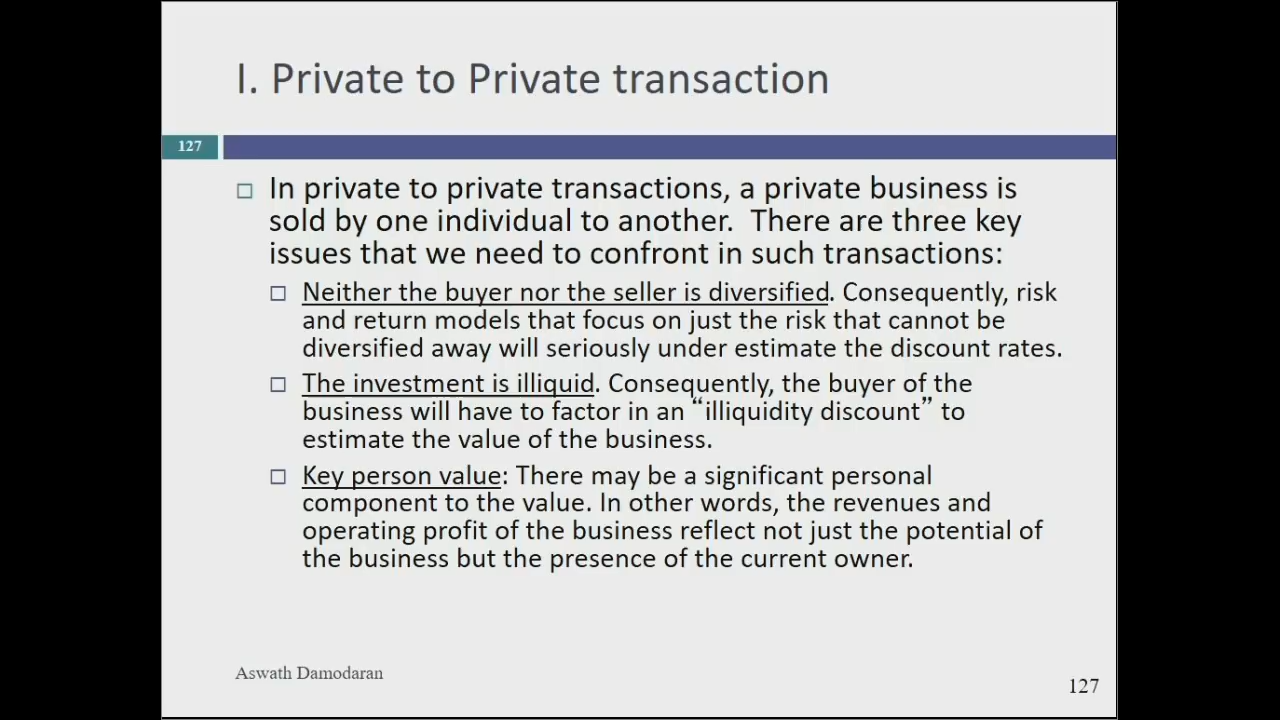 I. Private to Private transaction
127
In private to private transactions, a private business is
sold by one individual to another.  There are three key
issues that we need to confront in such transactions:
Neither the buyer nor the seller is diversified. Consequently, risk
and return models that focus on just the risk that cannot be
diversified away will seriously under estimate the discount rates.
The investment is illiquid. Consequently, the buyer of the
business will have to factor in an “illiquidity discount” to
estimate the value of the business.
Key person value: There may be a significant personal
component to the value. In other words, the revenues and
operating profit of the business reflect not just the potential of
the business but the presence of the current owner.
Aswath Damodaran
127